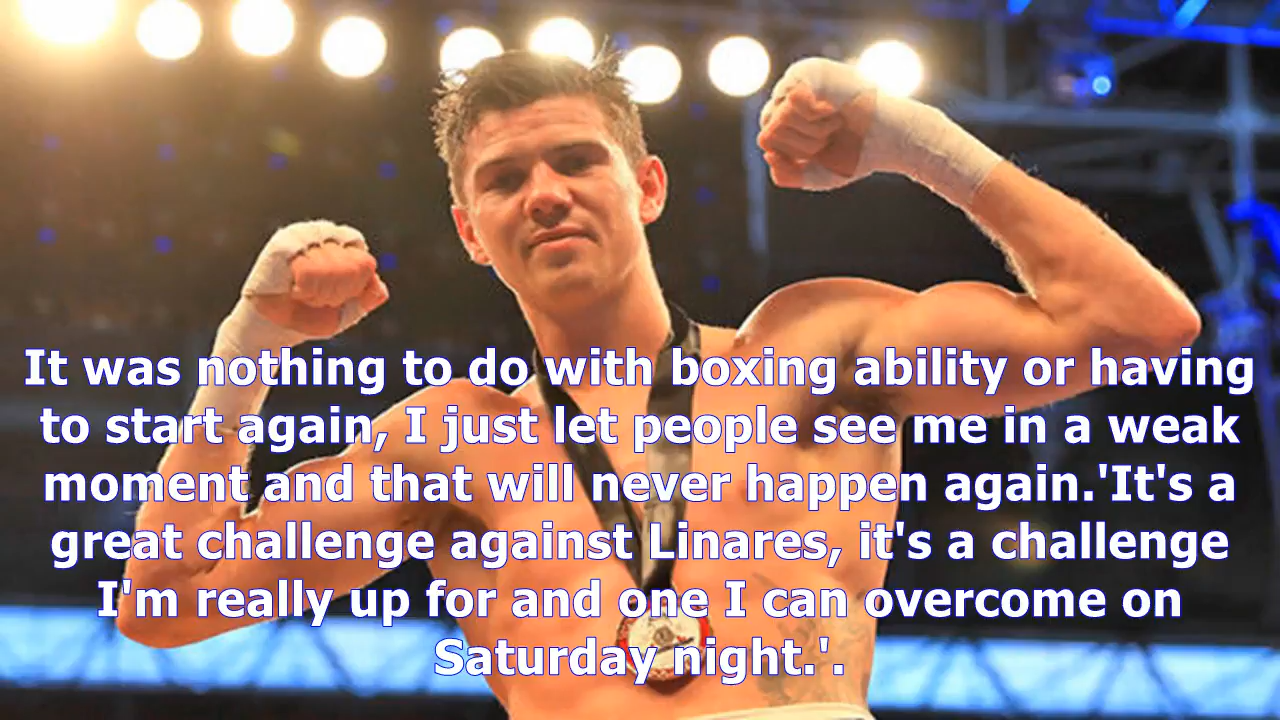 It was nothing to do with boxing ability or having
to start again, I just let people see me in a weak
moment and that will never happen again.'It's a
great challenge against Linares, it's a challenge
I'm really up for and one I can overcome on
Saturday night.'.